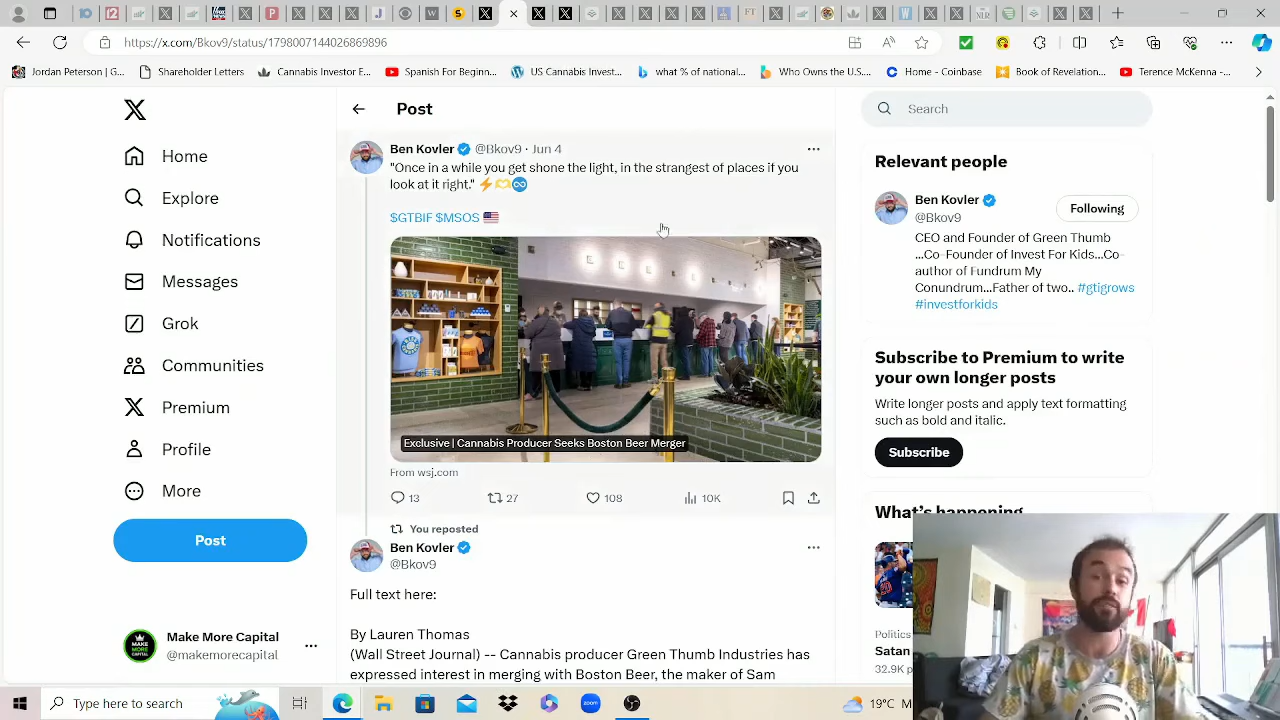 https://x.com/Bkov9/status/1798007144026869896
Jordan Peterson | G...
Shareholder Letters
Cannabis Investor E...
Spanish For Beginn...
US Cannabis Invest...
what % of national...
Who Owns the U.S...
Home - Coinbase
Book of Revelation...
Terence McKenna -...
Home
Explore
Notifications
Messages
Grok
Communities
Premium
Profile
More
Post
Make More Capital
@makemorecapital
Post
Ben Kovler @Bkov9 · Jun 4
"Once in a while you get shone the light, in the strangest of places if you
look at it right." ⚡🫶♾️
$GTBIF $MSOS 🇺🇸
Exclusive | Cannabis Producer Seeks Boston Beer Merger
From wsj.com
13 27 108 10K
You reposted
Ben Kovler
@Bkov9
Full text here:
By Lauren Thomas
(Wall Street Journal) -- Cannabis producer Green Thumb Industries has
expressed interest in merging with Boston Beer, the maker of Sam
Search
Relevant people
Ben Kovler
@Bkov9
Following
CEO and Founder of Green Thumb
...Co-Founder of Invest For Kids...Co-
author of Fundrum My
Conundrum...Father of two.. #gtigrows
#investforkids
Subscribe to Premium to write
your own longer posts
Write longer posts and apply text formatting
such as bold and italic.
Subscribe
What's happening
Politics
Satan
32.9K p
Type here to search
zoom
19°C M